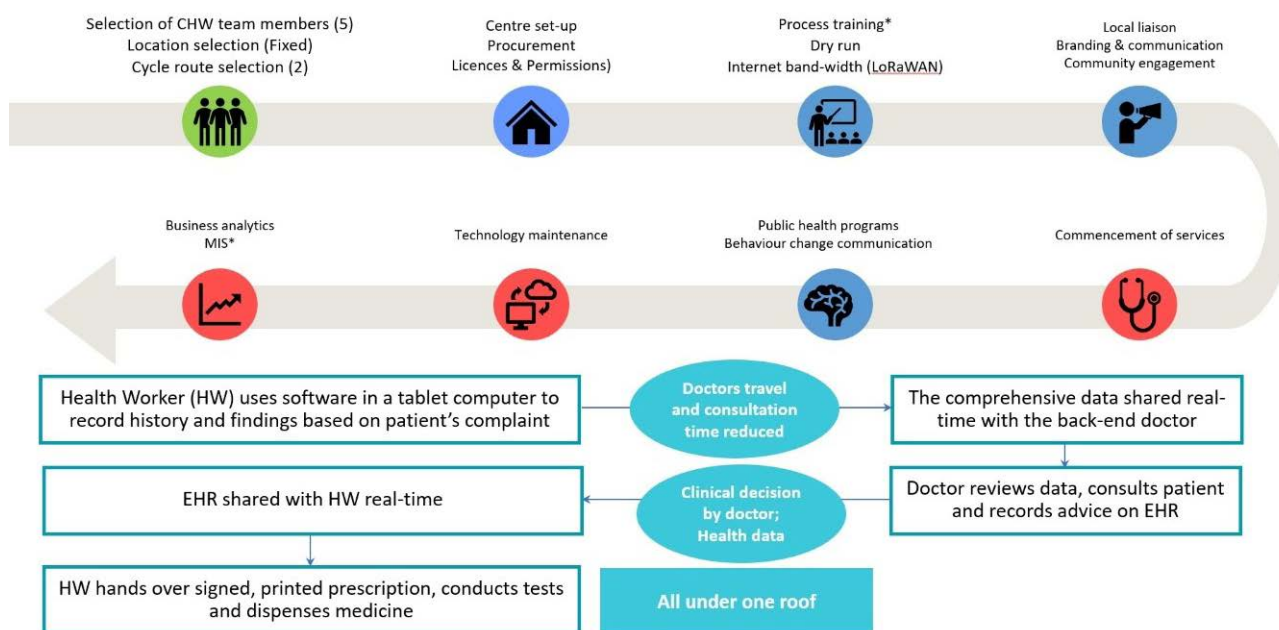 Selection of CHW team members (5)
Location selection (Fixed)
Cycle route selection (2)
Centre set-up
Procurement
Licences & Permissions)
Process training*
Dry run
Internet band-width (LoRaWAN)
Local liaison
Branding & communication
Community engagement
Business analytics
MIS*
Technology maintenance
Public health programs
Behaviour change communication
Commencement of services
Health Worker (HW) uses software in a tablet computer to
record history and findings based on patient’s complaint
Doctors travel
and consultation
time reduced
The comprehensive data shared real-
time with the back-end doctor
EHR shared with HW real-time
Clinical decision
by doctor;
Health data
Doctor reviews data, consults patient
and records advice on EHR
HW hands over signed, printed prescription, conducts tests
and dispenses medicine
All under one roof